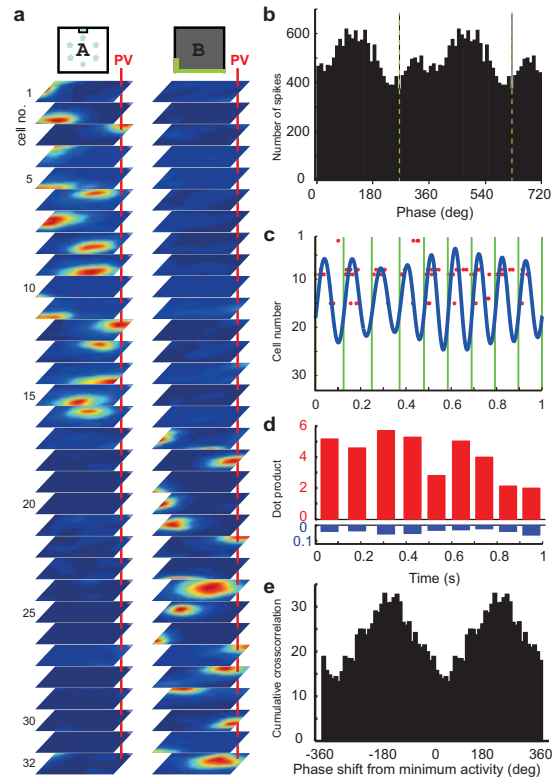 a
A
B
PV
PV
cell no.
1
5
10
15
20
25
30
32
b
Number of spikes
600
400
200
0
0
180
360
540
720
Phase (deg)
c
Cell number
1
10
20
30
0
0.2
0.4
0.6
0.8
1
d
Dot product
6
4
2
0
0
0.1
0
0.2
0.4
0.6
0.8
1
Time (s)
e
Cumulative crosscorrelation
30
20
10
0
-360
-180
0
180
360
Phase shift from minimum activity (deg)